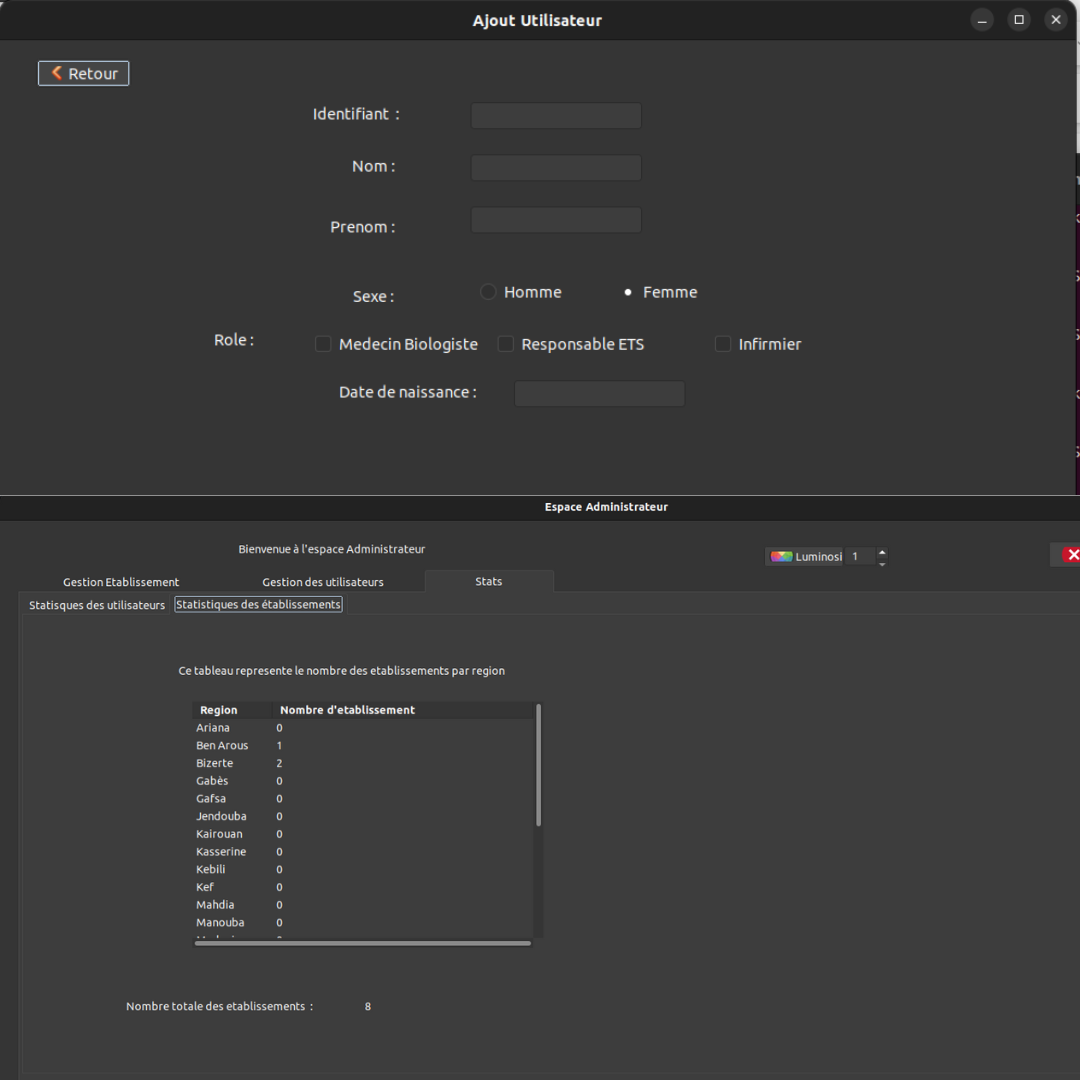 Ajout Utilisateur
Retour
Identifiant :
Nom :
Prenom :
Sexe : Homme Femme
Role : Medecin Biologiste Responsable ETS Infirmier
Date de naissance :
Espace Administrateur
Bienvenue à l'espace Administrateur Luminosi 1
Gestion Etablissement Gestion des utilisateurs Stats
Statisques des utilisateurs Statistiques des établissements
Ce tableau represente le nombre des etablissements par region
Region Nombre d'etablissement
Ariana 0
Ben Arous 1
Bizerte 2
Gabès 0
Gafsa 0
Jendouba 0
Kairouan 0
Kasserine 0
Kebili 0
Kef 0
Mahdia 0
Manouba 0
Nombre totale des etablissements : 8